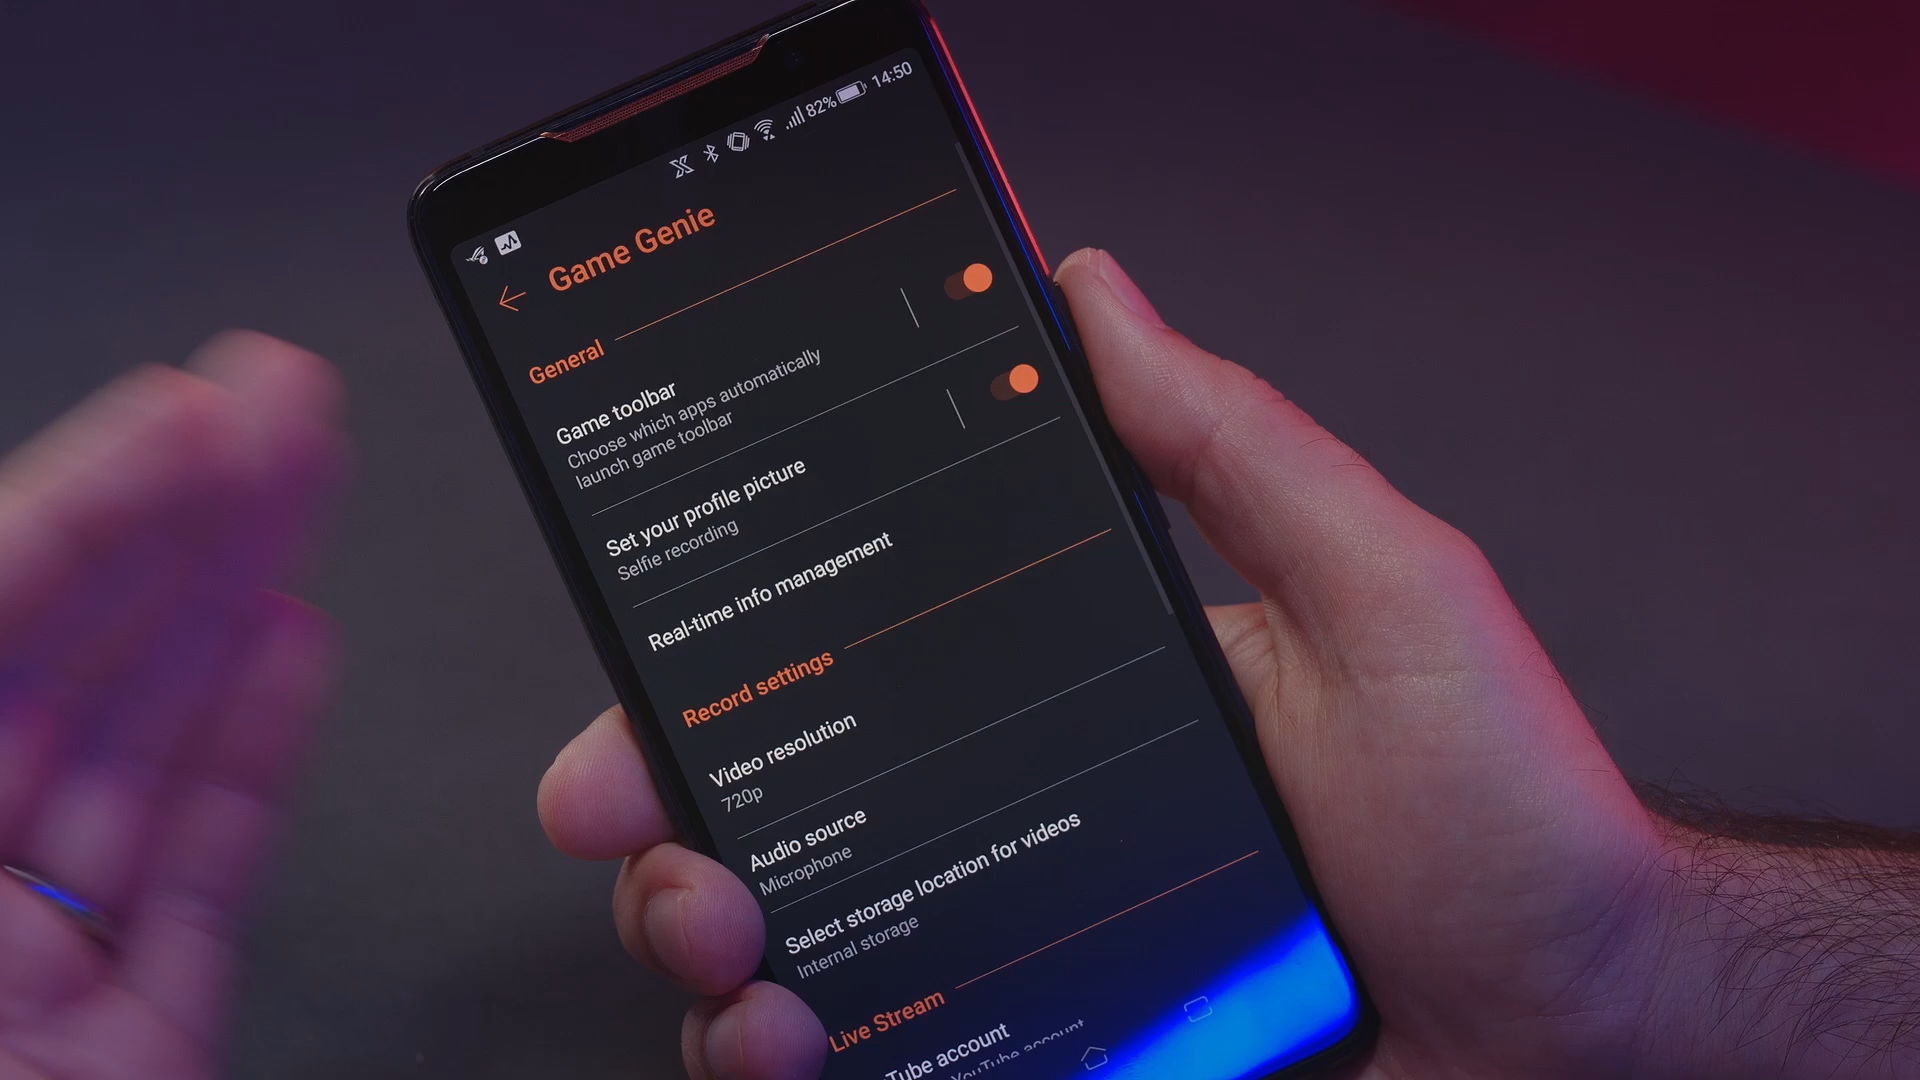 82% 14:50
Game Genie
General
Game toolbar
Choose which apps automatically
launch game toolbar
Set your profile picture
Selfie recording
Real-time info management
Record settings
Video resolution
720p
Audio source
Microphone
Select storage location for videos
Internal storage
Live Stream
Tube account
YouTube account